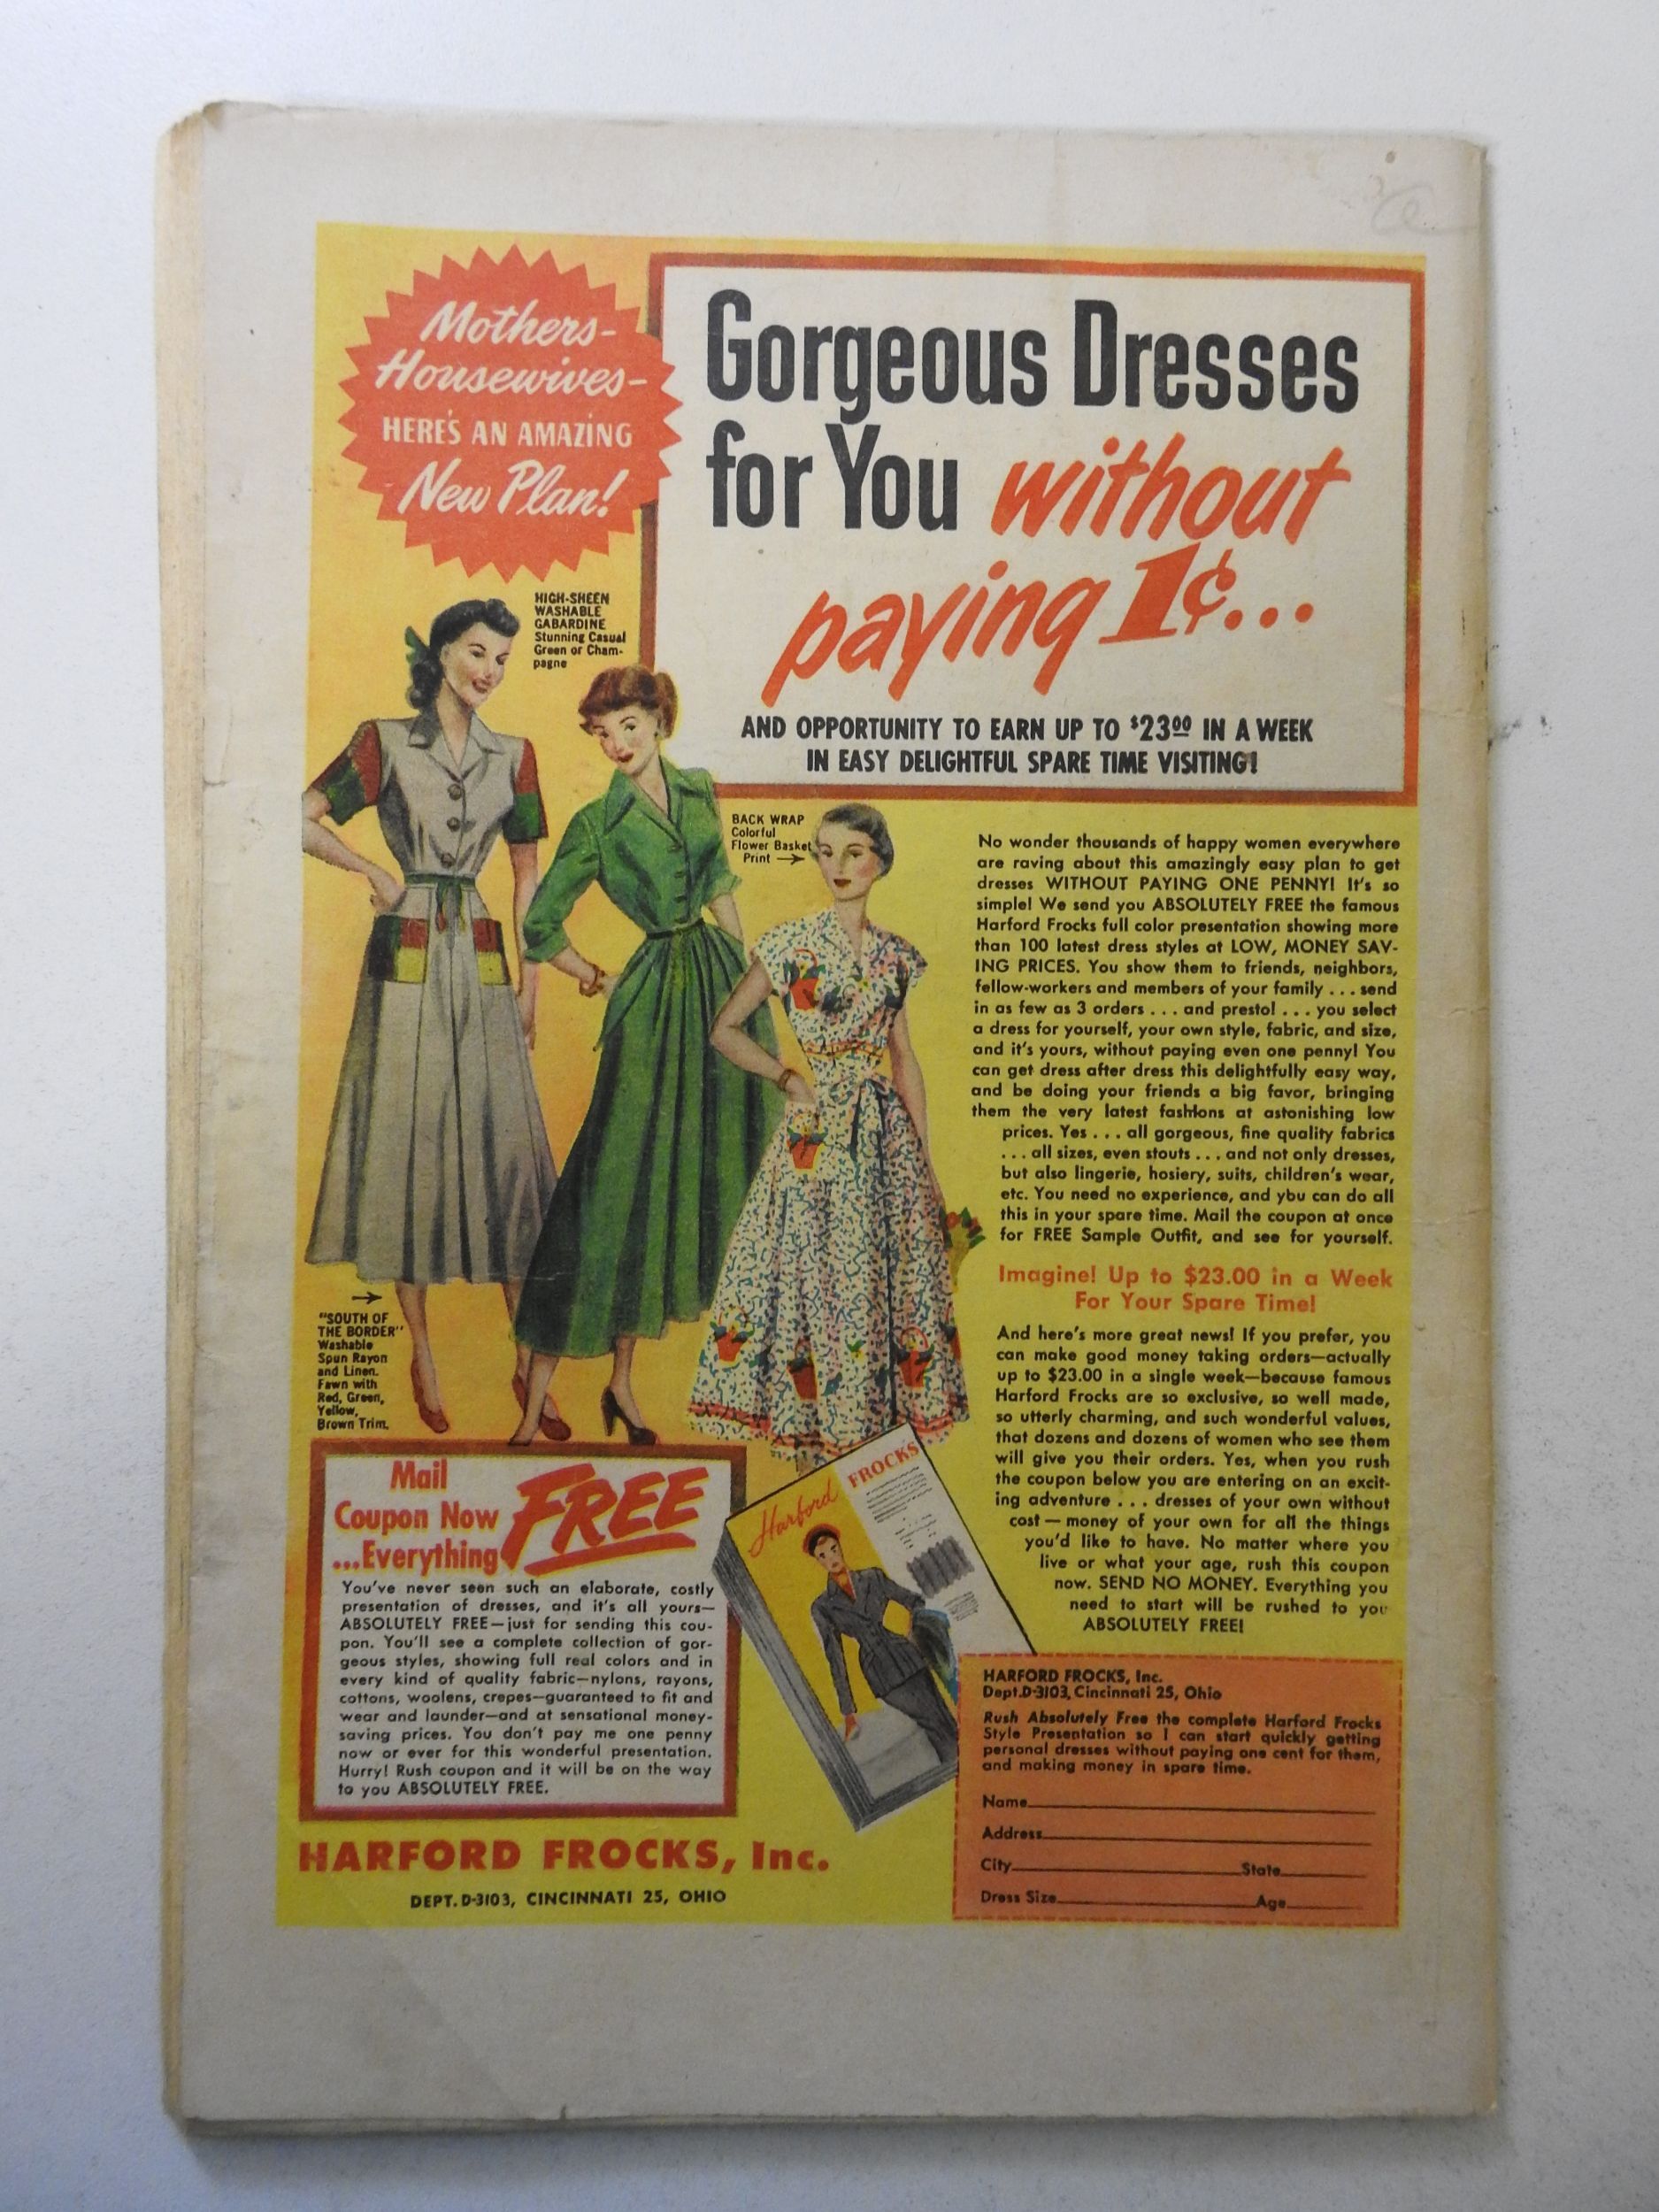 Mothers-
Housewives-
HERE'S AN AMAZING
New Plan!
Gorgeous Dresses
for You without
paying 1¢...
AND OPPORTUNITY TO EARN UP TO $23.00 IN A WEEK
IN EASY DELIGHTFUL SPARE TIME VISITING!
HIGH-SHEEN
WASHABLE
GABARDINE
Stunning Casual
Green or Cham-
pagne
BACK WRAP
Colorful
Flower Basket
Print →
"SOUTH OF
THE BORDER"
Washable
Spun Rayon
and Linen.
Fawn with
Red, Green,
Yellow,
Brown Trim.
No wonder thousands of happy women everywhere
are raving about this amazingly easy plan to get
dresses WITHOUT PAYING ONE PENNY! It's so
simple! We send you ABSOLUTELY FREE the famous
Harford Frocks full color presentation showing more
than 100 latest dress styles at LOW, MONEY SAV-
ING PRICES. You show them to friends, neighbors,
fellow-workers and members of your family ... send
in as few as 3 orders ... and presto! ... you select
a dress for yourself, your own style, fabric, and size,
and it's yours, without paying even one penny! You
can get dress after dress this delightfully easy way,
and be doing your friends a big favor, bringing
them the very latest fashions at astonishing low
prices. Yes ... all gorgeous, fine quality fabrics
... all sizes, even stouts ... and not only dresses,
but also lingerie, hosiery, suits, children's wear,
etc. You need no experience, and you can do all
this in your spare time. Mail the coupon at once
for FREE Sample Outfit, and see for yourself.
Imagine! Up to $23.00 in a Week
For Your Spare Time!
And here's more great news! If you prefer, you
can make good money taking orders—actually
up to $23.00 in a single week—because famous
Harford Frocks are so exclusive, so well made,
so utterly charming, and such wonderful values,
that dozens and dozens of women who see them
will give you their orders. Yes, when you rush
the coupon below you are entering on an excit-
ing adventure ... dresses of your own without
cost — money of your own for all the things
you'd like to have. No matter where you
live or what your age, rush this coupon
now. SEND NO MONEY. Everything you
need to start will be rushed to you
ABSOLUTELY FREE!
Mail
Coupon Now
...Everything FREE
You've never seen such an elaborate, costly
presentation of dresses, and it's all yours—
ABSOLUTELY FREE—just for sending this cou-
pon. You'll see a complete collection of gor-
geous styles, showing full real colors and in
every kind of quality fabric—nylons, rayons,
cottons, woolens, crepes—guaranteed to fit and
wear and launder—and at sensational money-
saving prices. You don't pay me one penny
now or ever for this wonderful presentation.
Hurry! Rush coupon and it will be on the way
to you ABSOLUTELY FREE.
Harford FROCKS
HARFORD FROCKS, Inc.
DEPT. D-3103, CINCINNATI 25, OHIO
HARFORD FROCKS, Inc.
Dept. D-3103, Cincinnati 25, Ohio
Rush Absolutely Free the complete Harford Frocks
Style Presentation so I can start quickly getting
personal dresses without paying one cent for them,
and making money in spare time.
Name
Address
City State
Dress Size Age